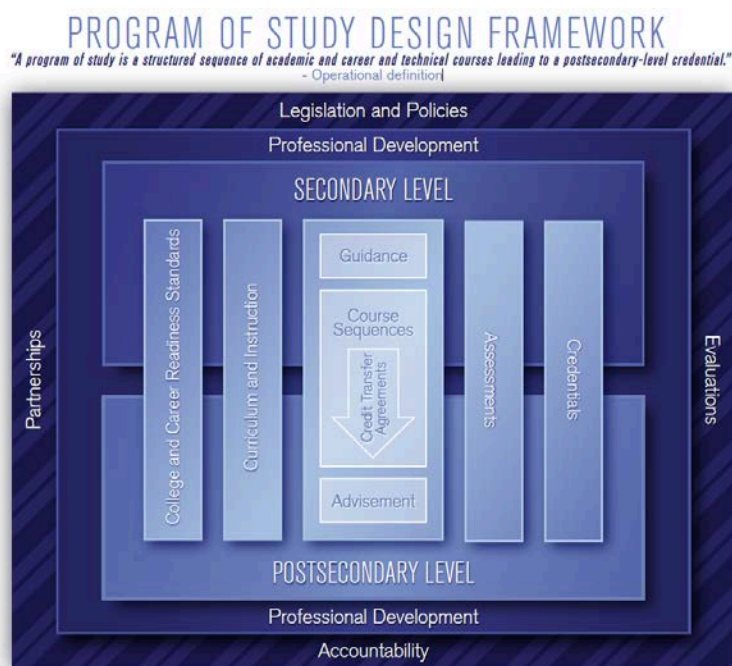 PROGRAM OF STUDY DESIGN FRAMEWORK
"A program of study is a structured sequence of academic and career and technical courses leading to a postsecondary-level credential."
- Operational definition
Legislation and Policies
Professional Development
SECONDARY LEVEL
Partnerships
College and Career Readiness Standards
Curriculum and Instruction
Guidance
Course
Sequences
Credit Transfer
Agreements
Advisement
Assessments
Credentials
Evaluations
POSTSECONDARY LEVEL
Professional Development
Accountability